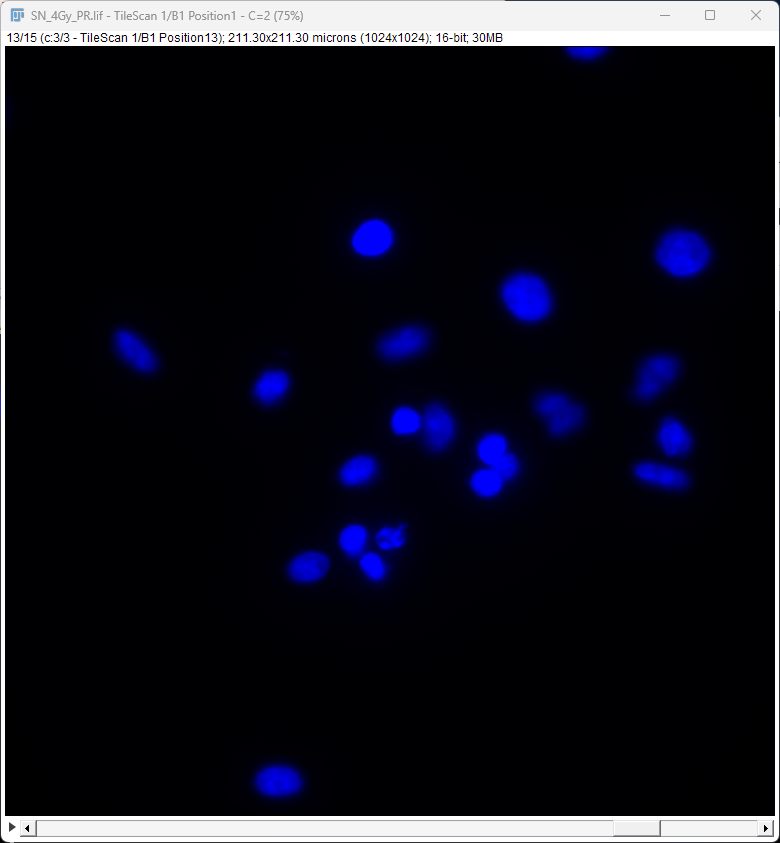 SN_4Gy_PR.lif - TileScan 1/B1 Position1 - C=2 (75%)
13/15 (c:3/3 - TileScan 1/B1 Position13); 211.30x211.30 microns (1024x1024); 16-bit; 30MB